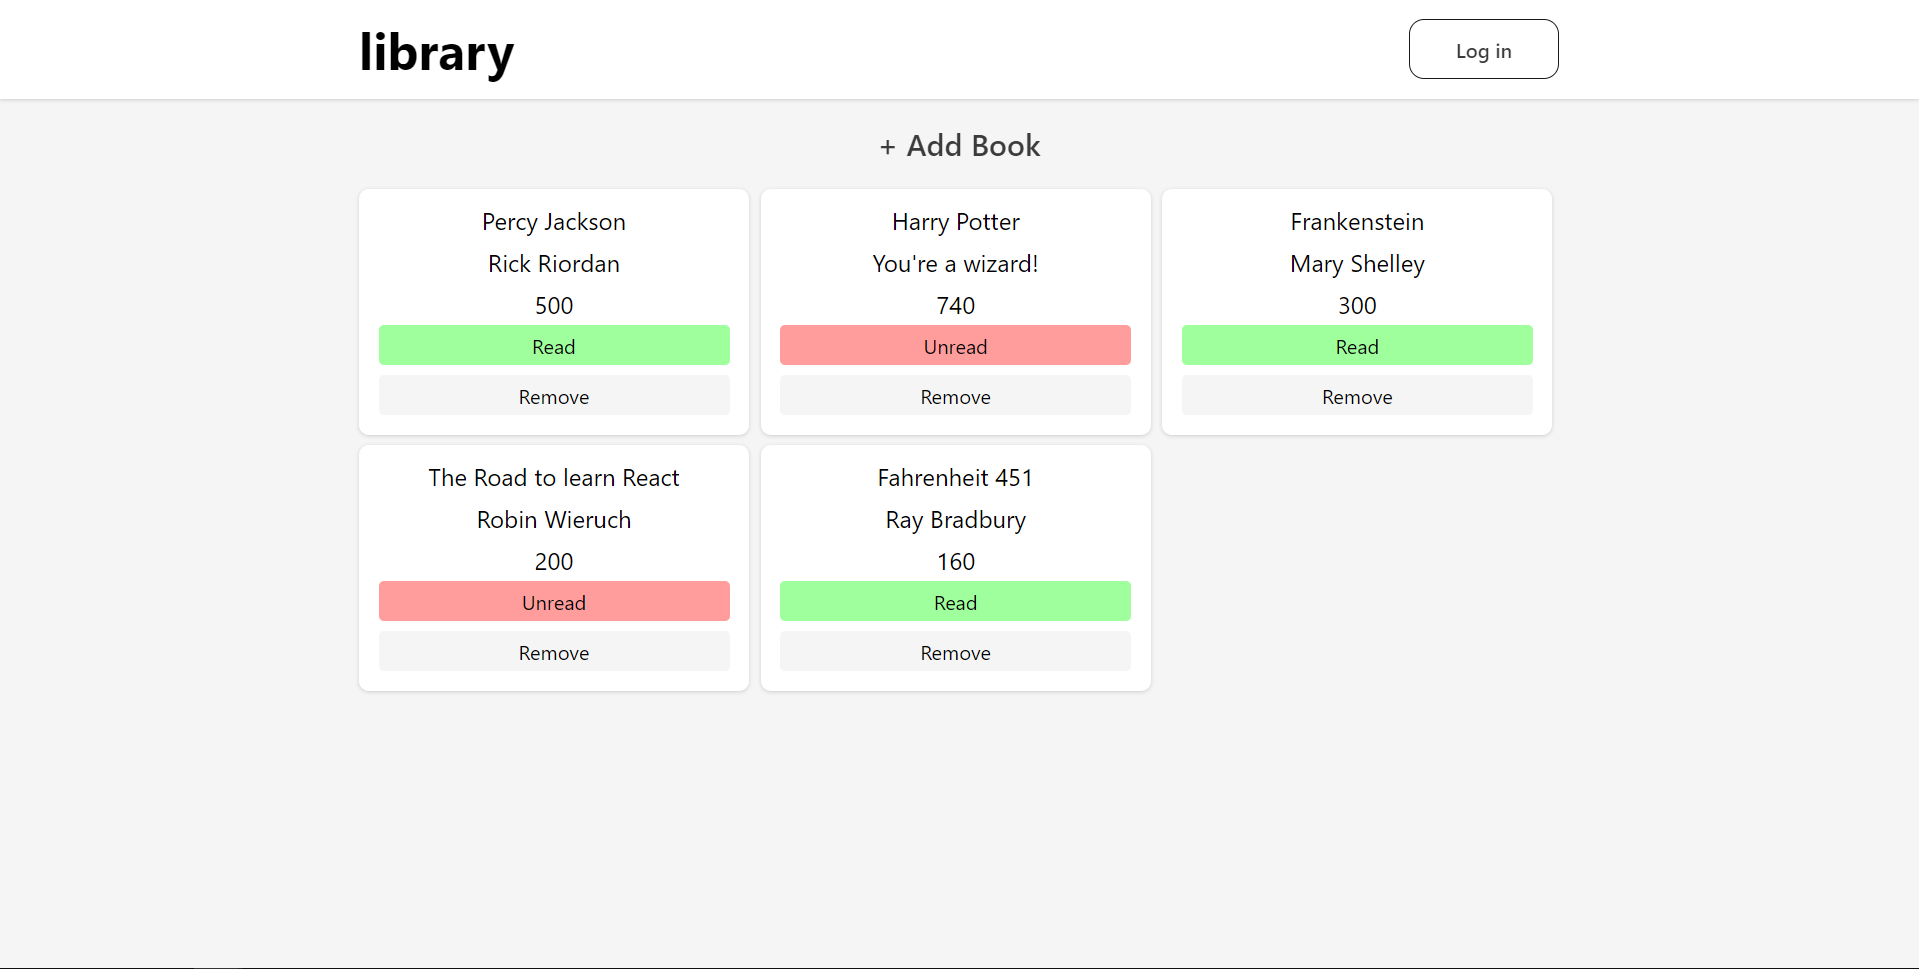 library
Log in
+ Add Book
Percy Jackson
Rick Riordan
500
Read
Remove
Harry Potter
You're a wizard!
740
Unread
Remove
Frankenstein
Mary Shelley
300
Read
Remove
The Road to learn React
Robin Wieruch
200
Unread
Remove
Fahrenheit 451
Ray Bradbury
160
Read
Remove